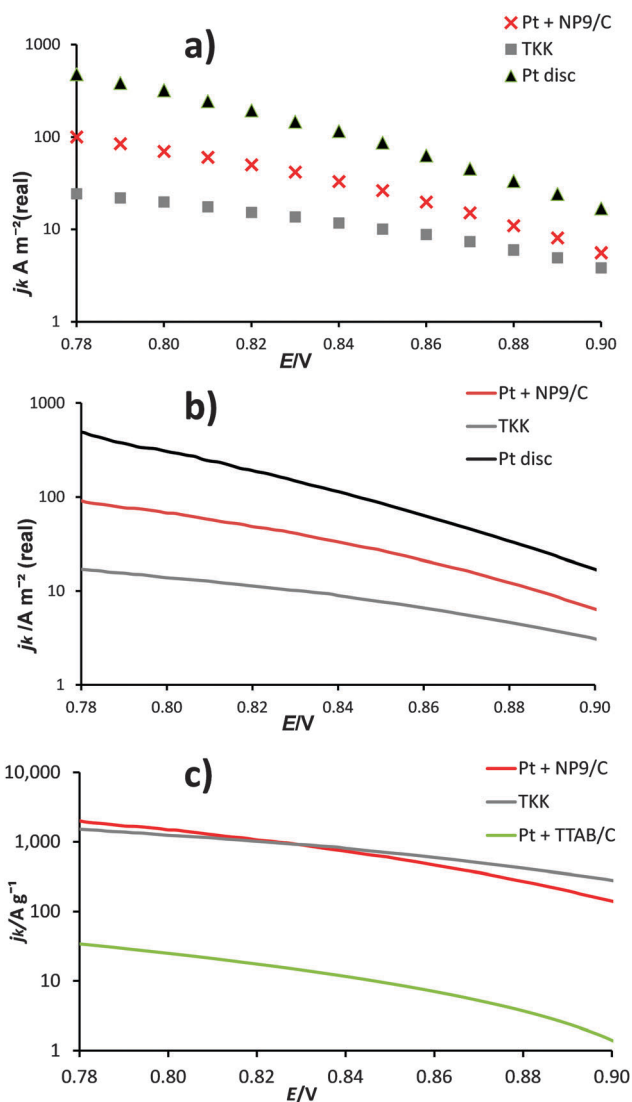 a)
Pt + NP9/C
TKK
Pt disc
1000
100
10
1
jₖ A m⁻²(real)
0.78 0.80 0.82 0.84 0.86 0.88 0.90
E/V
b)
Pt + NP9/C
TKK
Pt disc
1000
100
10
1
jₖ /A m⁻² (real)
0.78 0.80 0.82 0.84 0.86 0.88 0.90
E/V
c)
Pt + NP9/C
TKK
Pt + TTAB/C
10,000
1,000
100
10
1
jₖ/A g⁻¹
0.78 0.80 0.82 0.84 0.86 0.88 0.90
E/V